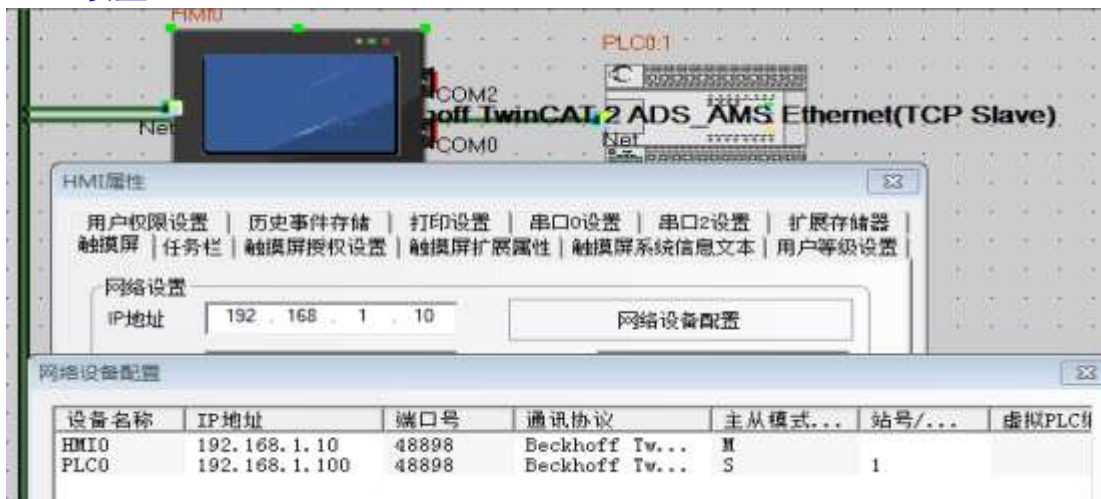 HMI0
PLC0:1
COM2
off TwinCAT 2 ADS_AMS Ethernet(TCP Slave)
Net
COM0
Net
HMI属性
用户权限设置 | 历史事件存储 | 打印设置 | 串口0设置 | 串口2设置 | 扩展存储器
触摸屏 | 任务栏 | 触摸屏授权设置 | 触摸屏扩展属性 | 触摸屏系统信息文本 | 用户等级设置
网络设置
IP地址 192 . 168 . 1 . 10 网络设备配置
网络设备配置
设备名称 IP地址 端口号 通讯协议 主从模式... 站号/... 虚拟PLC
HMI0 192.168.1.10 48898 Beckhoff Tw... M
PLC0 192.168.1.100 48898 Beckhoff Tw... S 1